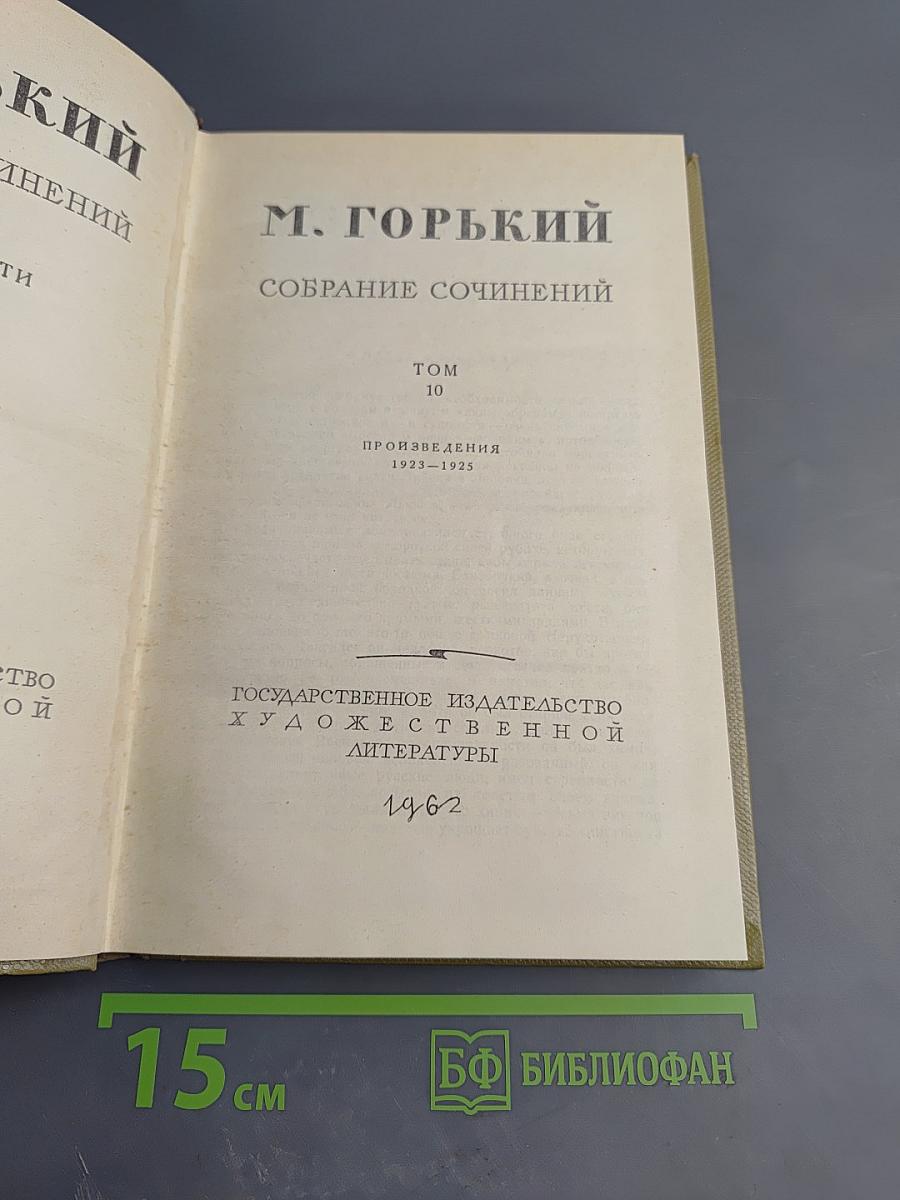 ЬКИЙ
ИНЕНИЙ
ТИ
СТВО
ОЙ
М. ГОРЬКИЙ
СОБРАНИЕ СОЧИНЕНИЙ
ТОМ
10
ПРОИЗВЕДЕНИЯ
1923—1925
ГОСУДАРСТВЕННОЕ ИЗДАТЕЛЬСТВО
ХУДОЖЕСТВЕННОЙ
ЛИТЕРАТУРЫ
1962
15 см
БФ БИБЛИОФАН